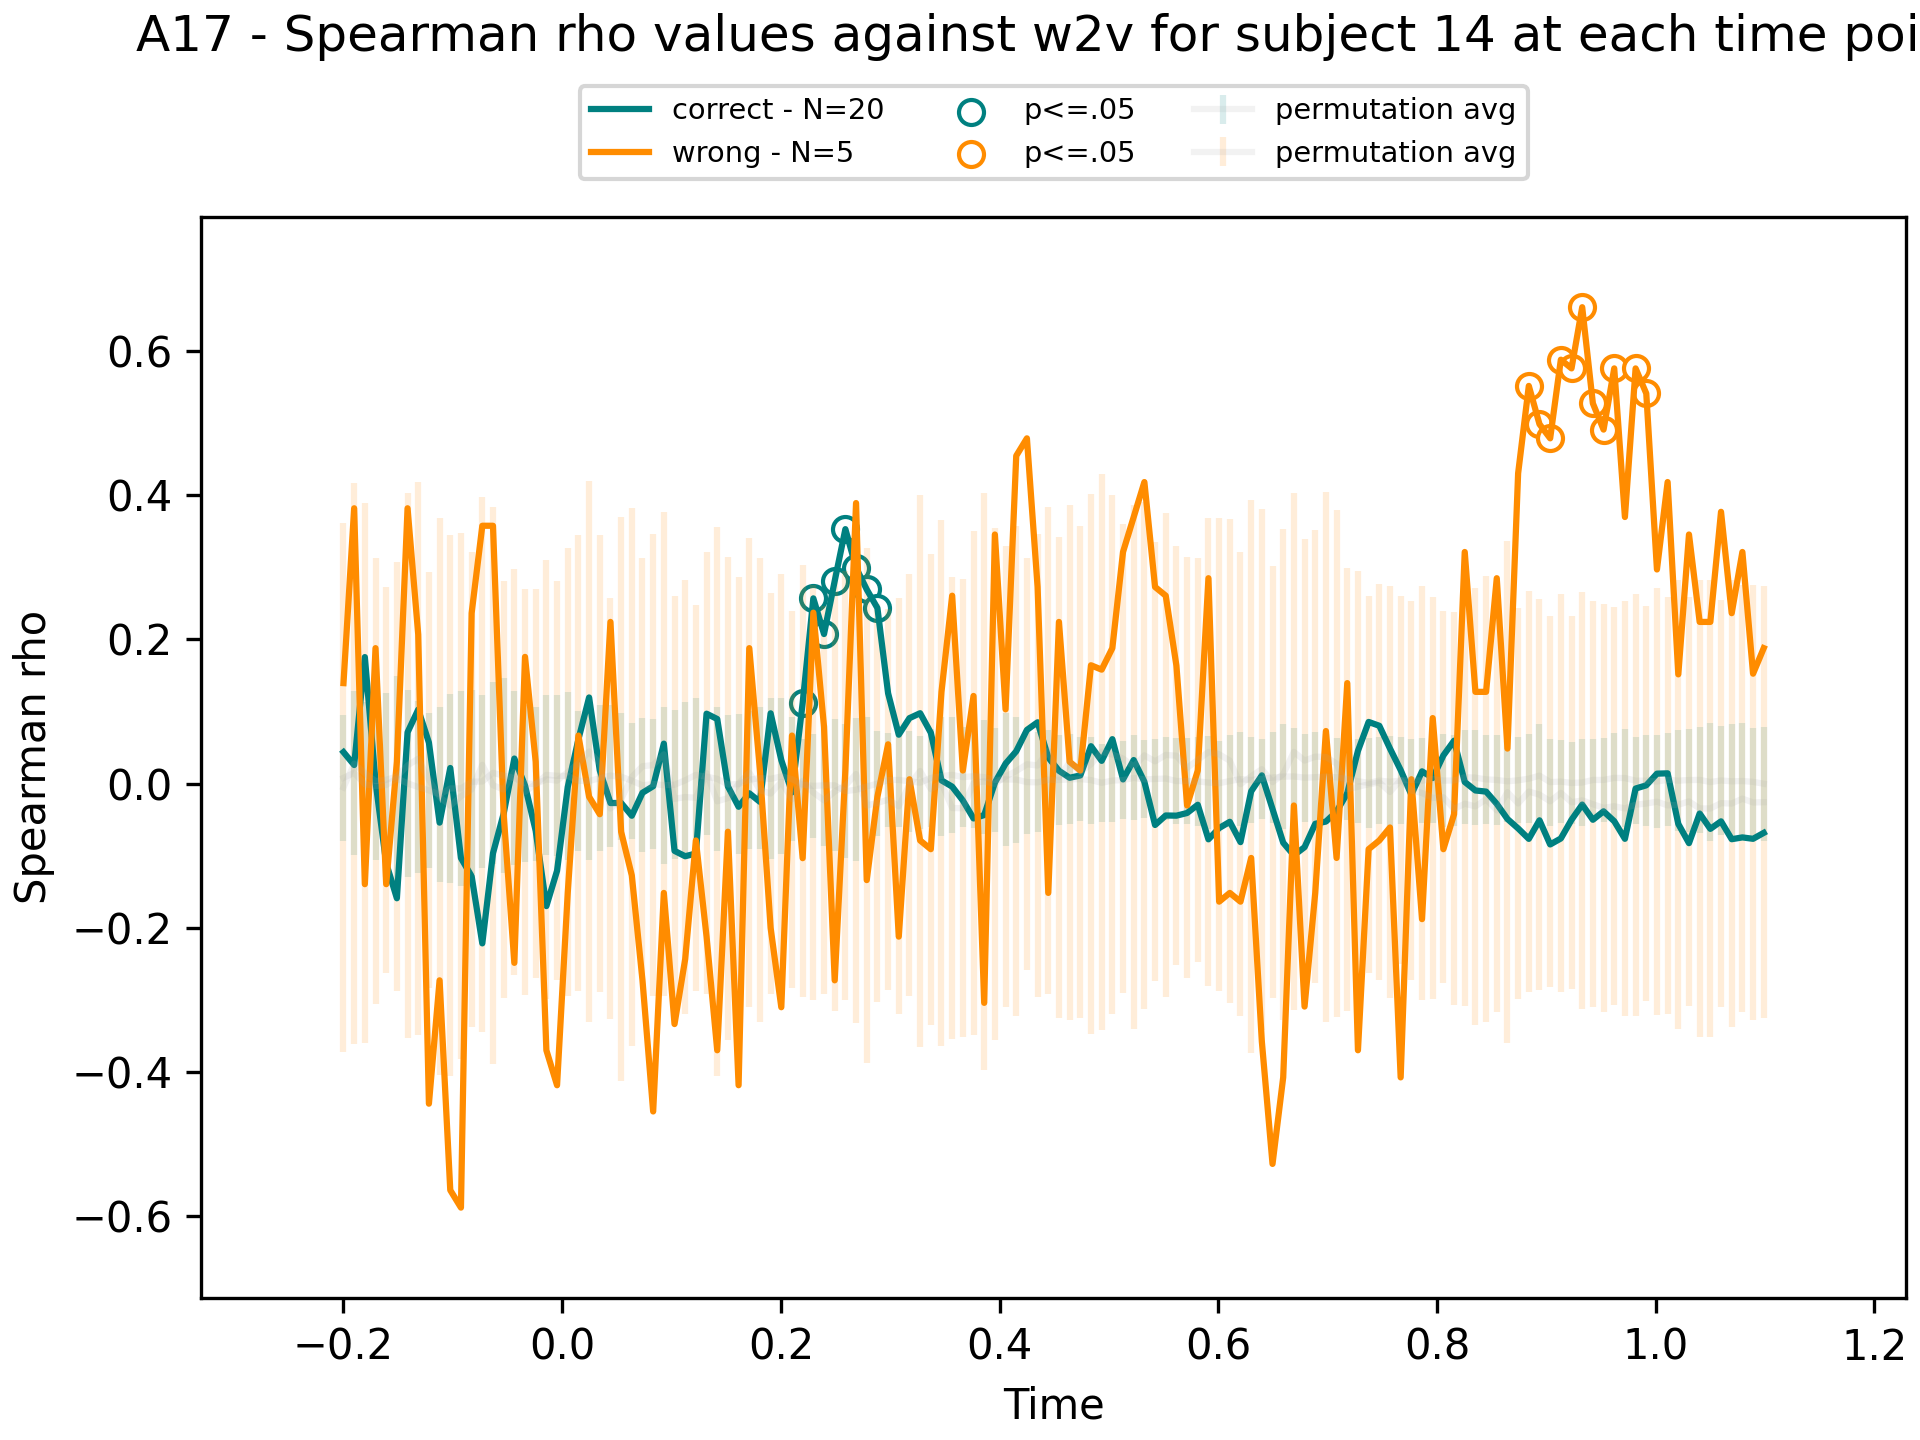 A17 - Spearman rho values against w2v for subject 14 at each time poi
correct - N=20
wrong - N=5
p<=.05
p<=.05
permutation avg
permutation avg
Spearman rho
0.6
0.4
0.2
0.0
−0.2
−0.4
−0.6
−0.2 0.0 0.2 0.4 0.6 0.8 1.0 1.2
Time